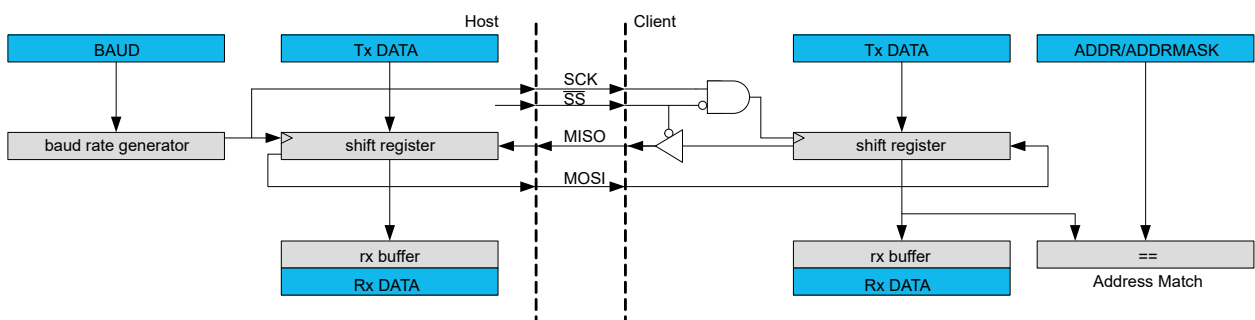 Host
Client
BAUD
Tx DATA
Tx DATA
ADDR/ADDRMASK
SCK
SS
baud rate generator
shift register
MISO
shift register
MOSI
rx buffer
rx buffer
==
Rx DATA
Rx DATA
Address Match